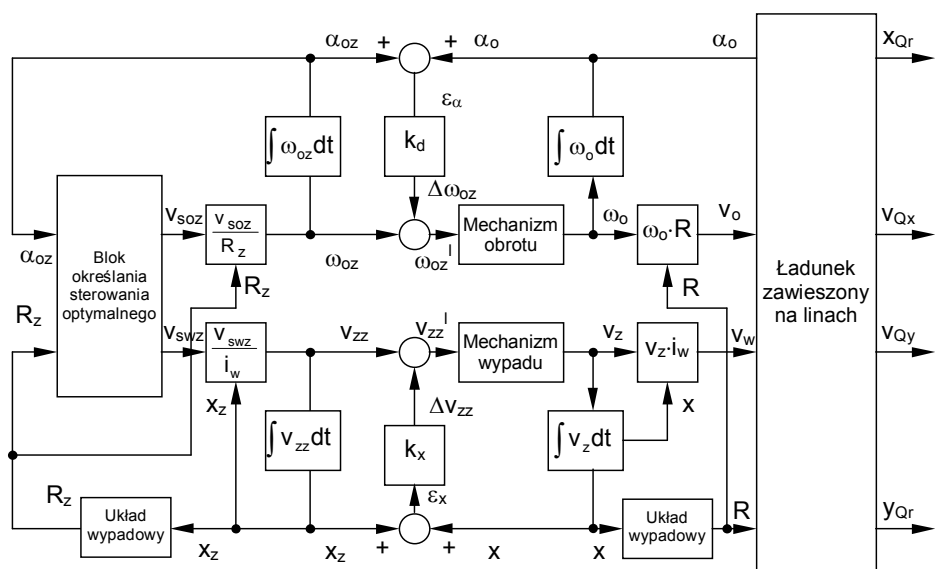 α_oz + + α_o α_o x_Qr
ε_α
∫ω_oz dt k_d ∫ω_o dt
Δω_oz
v_soz v_soz / R_z Mechanizm obrotu ω_o ω_o·R v_o v_Qx
α_oz Blok określania sterowania optymalnego ω_oz ω_oz^I Ładunek zawieszony na linach
R_z R_z R
v_swz v_swz / i_w v_zz v_zz^I Mechanizm wypadu v_z v_z·i_w v_w v_Qy
x_z Δv_zz x
∫v_zz dt k_x ∫v_z dt
R_z ε_x
Układ wypadowy Układ wypadowy R y_Qr
x_z x_z + + x x